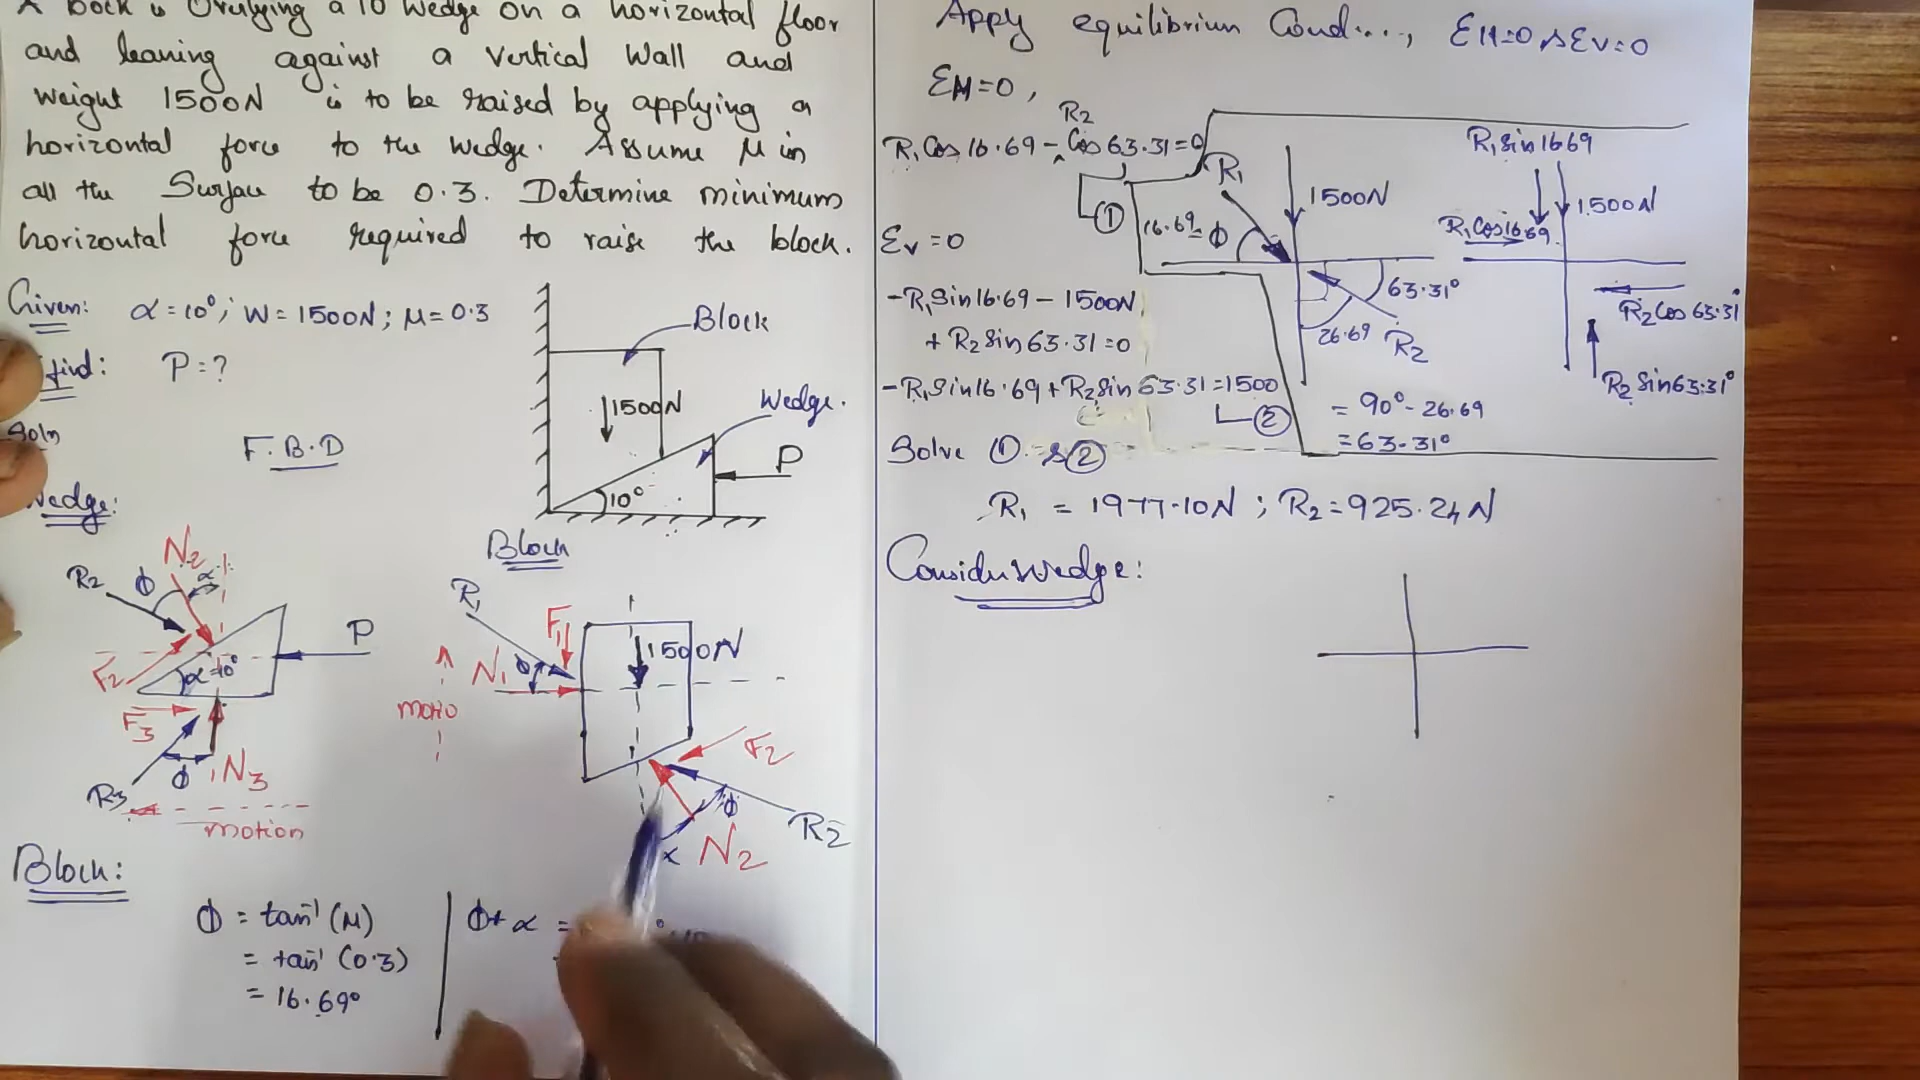 A Bock is Overlying a 10 Wedge on a horizontal floor
and leaning against a vertical wall and
weight 1500N is to be raised by applying a
horizontal force to the wedge. Assume μ in
all the Surface to be 0.3. Determine minimum
horizontal force required to raise the block.
Given: α = 10°; W = 1500N; μ = 0.3
find: P = ?
Soln
F.B.D
Block
1500N
Wedge.
P
10°
Wedge:
N2
R2
ϕ
α
P
F2
α=10°
F3
N3
ϕ
R3
motion
Block
R1
F1
1500N
N1
ϕ
motio
F2
ϕ
R2
N2
Block:
ϕ = tan⁻¹(μ)
= tan⁻¹(0.3)
= 16.69°
ϕ+α =
Apply equilibrium Cond...., ΣH=0 & ΣV=0
ΣH=0,
R1 Cos 16.69 - R2 Cos 63.31=0
①
ΣV=0
-R1 Sin 16.69 - 1500N
+ R2 Sin 63.31=0
-R1 Sin 16.69 + R2 Sin 63.31=1500
②
R1
1500N
16.69=ϕ
63.31°
26.69
R2
= 90° - 26.69
= 63.31°
R1 Sin 16.69
1500N
R1 Cos 16.69
R2 Cos 63.31
R2 Sin 63.31°
Solve ① & ②
R1 = 1977.10N ; R2 = 925.24N
Consider Wedge: